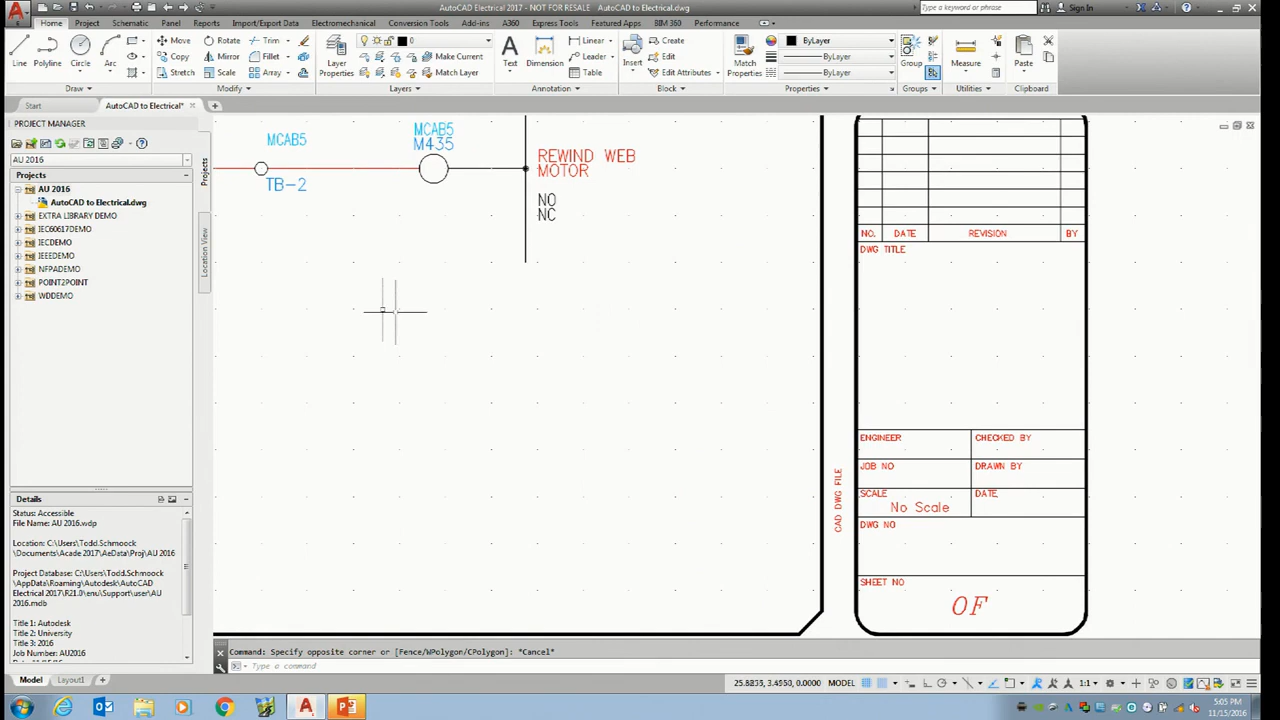 AutoCAD Electrical 2017 - NOT FOR RESALE AutoCAD to Electrical.dwg
Type a keyword or phrase
Sign In
Home Project Schematic Panel Reports Import/Export Data Electromechanical Conversion Tools Add-ins A360 Express Tools Featured Apps BIM 360 Performance
Line Polyline Circle Arc
Move Rotate Trim
Copy Mirror Fillet
Stretch Scale Array
Layer Properties
0
Make Current
Match Layer
Text Dimension
Linear
Leader
Table
Insert
Create
Edit
Edit Attributes
Match Properties
ByLayer
ByLayer
ByLayer
Group
Measure
Paste
Draw Modify Layers Annotation Block Properties Groups Utilities Clipboard
Start AutoCAD to Electrical*
PROJECT MANAGER
AU 2016
Projects
AU 2016
AutoCAD to Electrical.dwg
EXTRA LIBRARY DEMO
IEC60617DEMO
IECDEMO
IEEEDEMO
NFPADEMO
POINT2POINT
WDDEMO
Projects
Location View
Details
Status: Accessible
File Name: AU 2016.wdp
Location: C:\Users\Todd.Schmoock
\Documents\Acade 2017\AeData\Proj\AU 2016
Project Database: C:\Users\Todd.Schmoock
\AppData\Roaming\Autodesk\AutoCAD
Electrical 2017\R21.0\enu\Support\user\AU
2016.mdb
Title 1: Autodesk
Title 2: University
Title 3: 2016
Job Number: AU2016
MCAB5
TB-2
MCAB5
M435
REWIND WEB
MOTOR
NO
NC
NO. DATE REVISION BY
DWG TITLE
ENGINEER CHECKED BY
JOB NO DRAWN BY
SCALE DATE
No Scale
DWG NO
SHEET NO
OF
CAD DWG FILE
Command: Specify opposite corner or [Fence/WPolygon/CPolygon]: *Cancel*
Type a command
Model Layout1
25.8835, 3.4550, 0.0000 MODEL
1:1
5:05 PM
11/15/2016